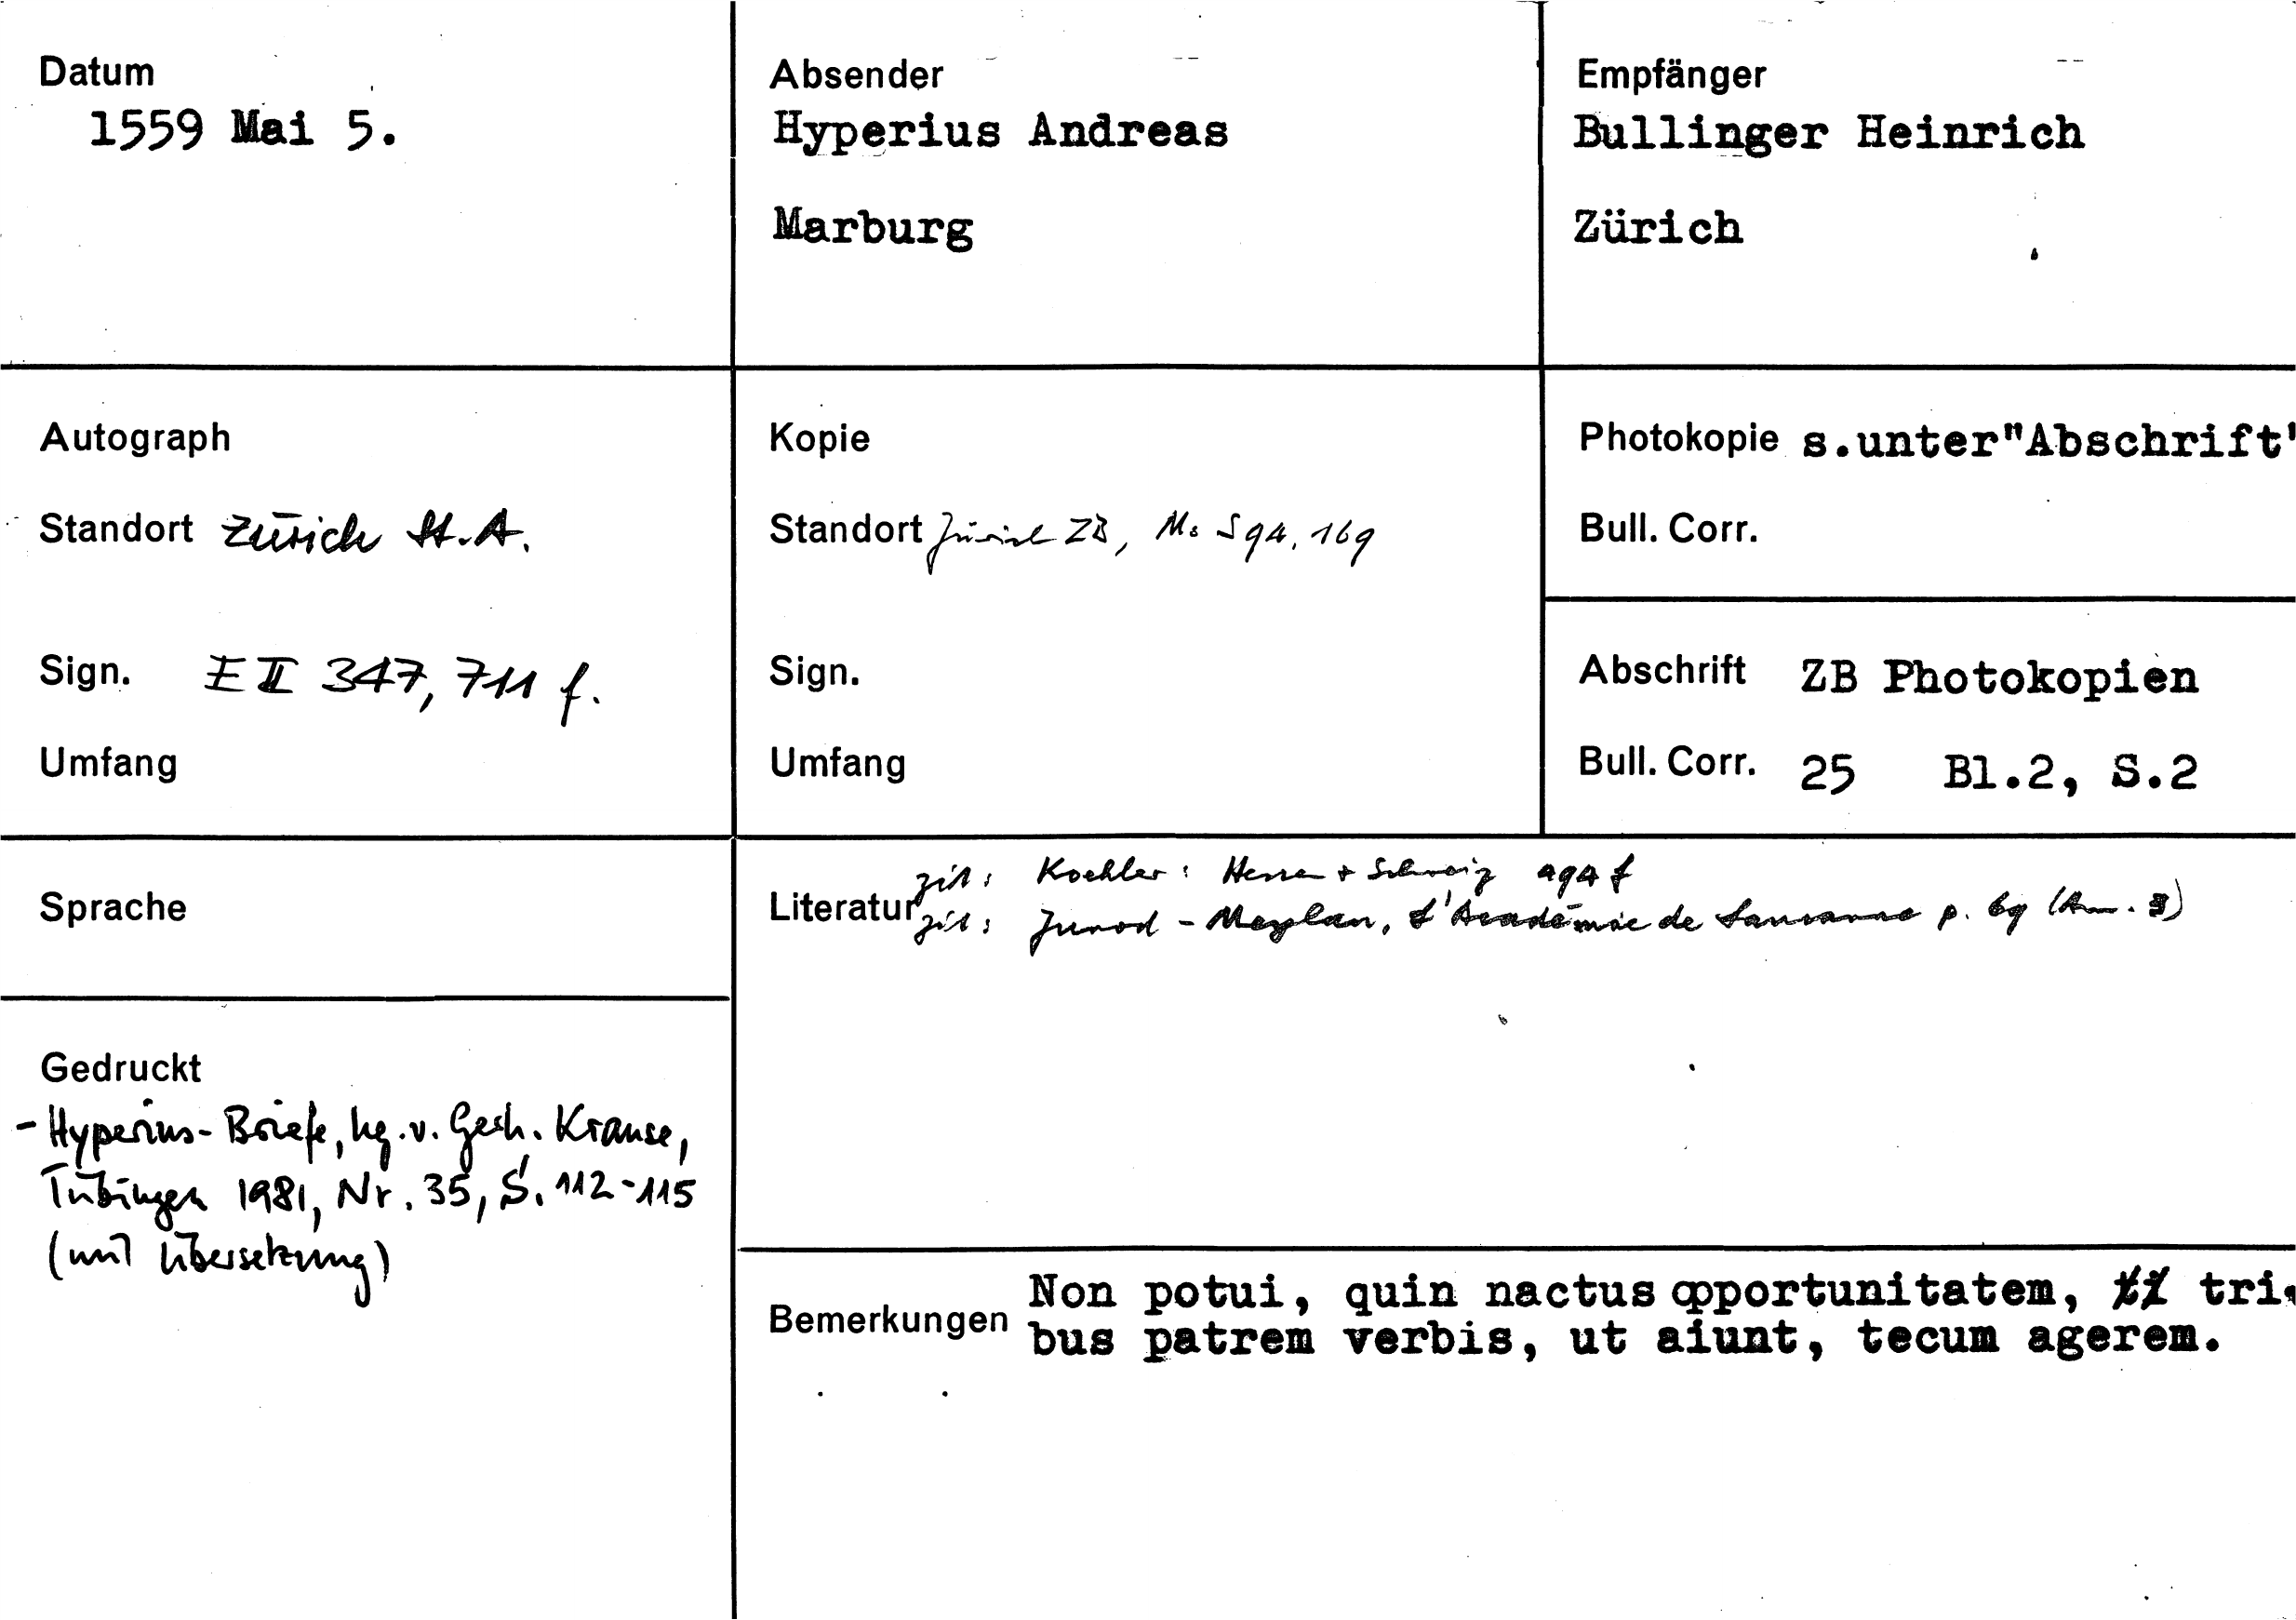 Datum
1559 Mai 5.
Absender
Hyperius Andreas
Marburg
Empfänger
Bullinger Heinrich
Zürich
Autograph
Standort Zürich St.A.
Sign. E II 347, 711 f.
Umfang
Kopie
Standort Zürich ZB, Ms S 94, 169
Sign.
Umfang
Photokopie s.unter"Abschrift"
Bull. Corr.
Abschrift ZB Photokopien
Bull. Corr. 25 Bl.2, S.2
Sprache
Literatur zit: Koehler: Hessen + Schweiz 494 f
zit: Junod - Meylan, L'Académie de Lausanne p. 69 (Anm. 3)
Gedruckt
- Hyperius-Briefe, hg. v. Gerh. Krause,
Tübingen 1981, Nr. 35, S. 112-115
(mit Übersetzung)
Bemerkungen Non potui, quin nactus opportunitatem, tri-
bus patrem verbis, ut aiunt, tecum agerem.